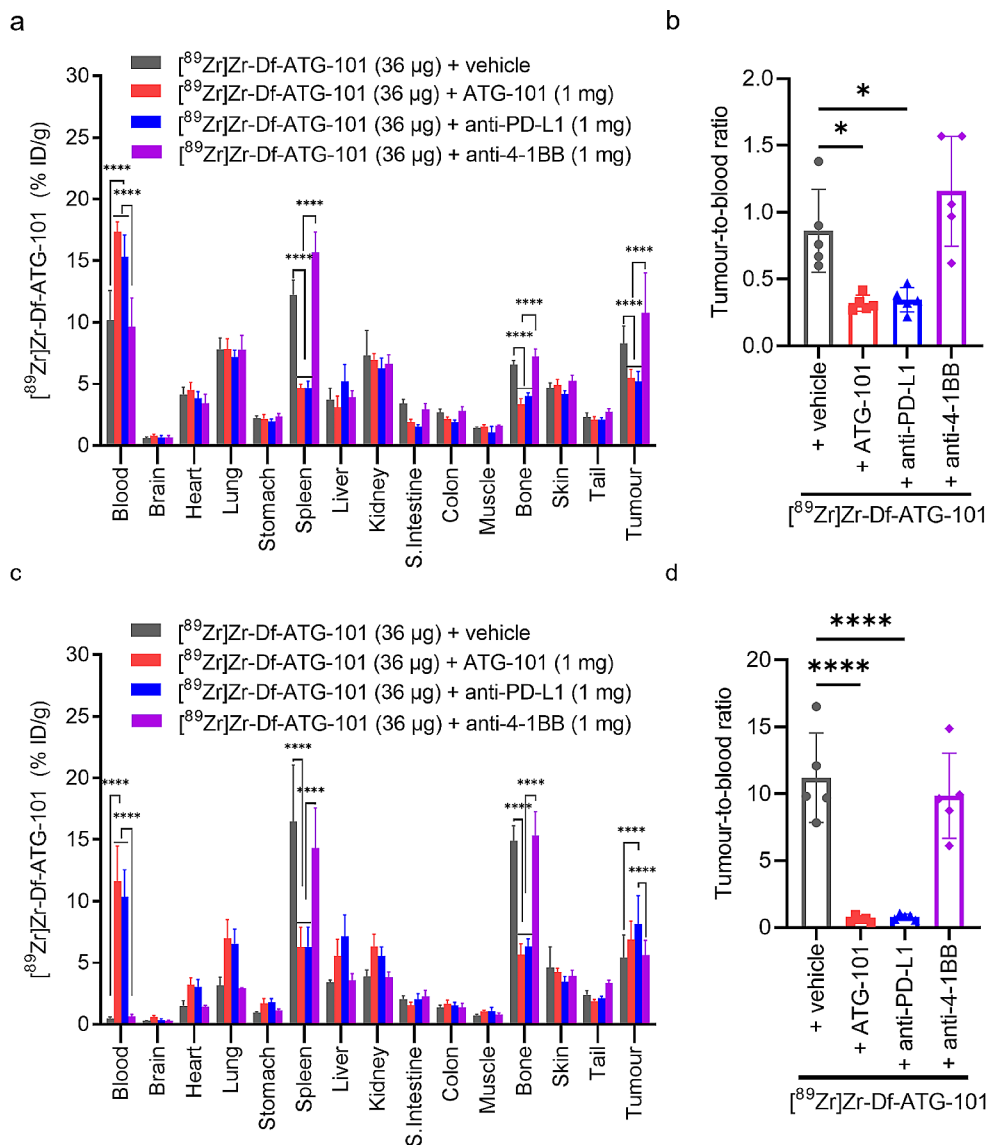 a
[⁸⁹Zr]Zr-Df-ATG-101 (% ID/g)
30
25
20
15
10
5
0
[⁸⁹Zr]Zr-Df-ATG-101 (36 µg) + vehicle
[⁸⁹Zr]Zr-Df-ATG-101 (36 µg) + ATG-101 (1 mg)
[⁸⁹Zr]Zr-Df-ATG-101 (36 µg) + anti-PD-L1 (1 mg)
[⁸⁹Zr]Zr-Df-ATG-101 (36 µg) + anti-4-1BB (1 mg)
****
****
****
****
****
****
****
****
Blood
Brain
Heart
Lung
Stomach
Spleen
Liver
Kidney
S.Intestine
Colon
Muscle
Bone
Skin
Tail
Tumour
b
Tumour-to-blood ratio
2.0
1.5
1.0
0.5
0.0
*
*
+ vehicle
+ ATG-101
+ anti-PD-L1
+ anti-4-1BB
[⁸⁹Zr]Zr-Df-ATG-101
c
[⁸⁹Zr]Zr-Df-ATG-101 (% ID/g)
30
25
20
15
10
5
0
[⁸⁹Zr]Zr-Df-ATG-101 (36 µg) + vehicle
[⁸⁹Zr]Zr-Df-ATG-101 (36 µg) + ATG-101 (1 mg)
[⁸⁹Zr]Zr-Df-ATG-101 (36 µg) + anti-PD-L1 (1 mg)
[⁸⁹Zr]Zr-Df-ATG-101 (36 µg) + anti-4-1BB (1 mg)
****
****
****
****
****
****
****
****
Blood
Brain
Heart
Lung
Stomach
Spleen
Liver
Kidney
S.Intestine
Colon
Muscle
Bone
Skin
Tail
Tumour
d
Tumour-to-blood ratio
20
15
10
5
0
****
****
+ vehicle
+ ATG-101
+ anti-PD-L1
+ anti-4-1BB
[⁸⁹Zr]Zr-Df-ATG-101